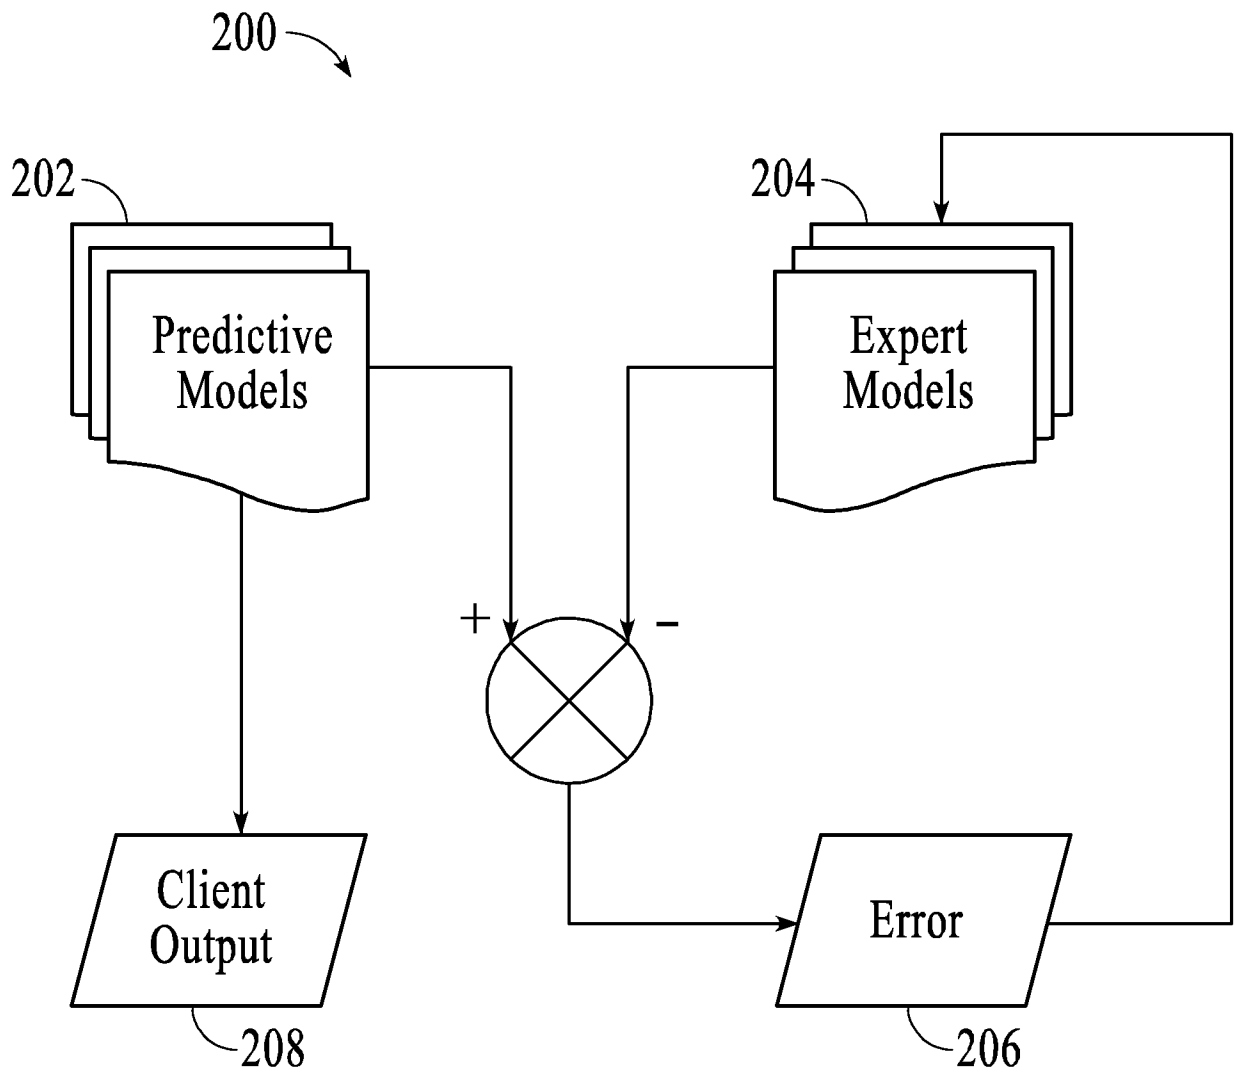 200
202
204
Predictive
Models
Expert
Models
+
−
Client
Output
Error
208
206